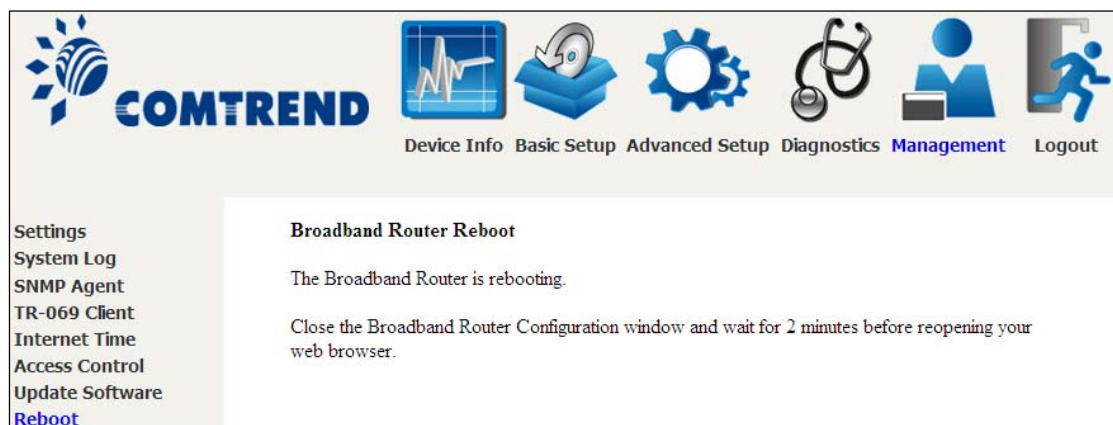 COMTREND
Device Info Basic Setup Advanced Setup Diagnostics Management Logout
Settings
System Log
SNMP Agent
TR-069 Client
Internet Time
Access Control
Update Software
Reboot
Broadband Router Reboot
The Broadband Router is rebooting.
Close the Broadband Router Configuration window and wait for 2 minutes before reopening your
web browser.